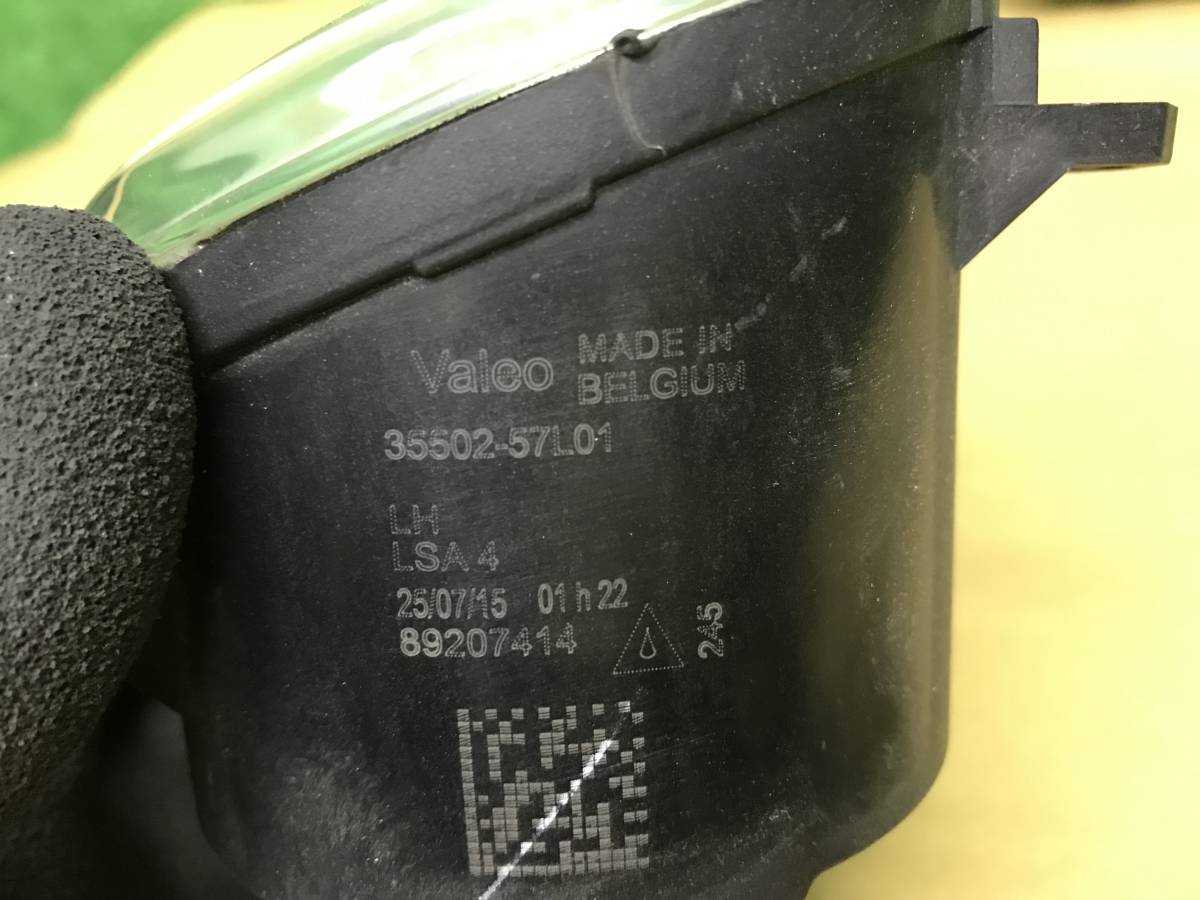 Valeo MADE IN
BELGIUM
35502-57L01
LH
LSA 4
25/07/15 01 h 22
89207414
245